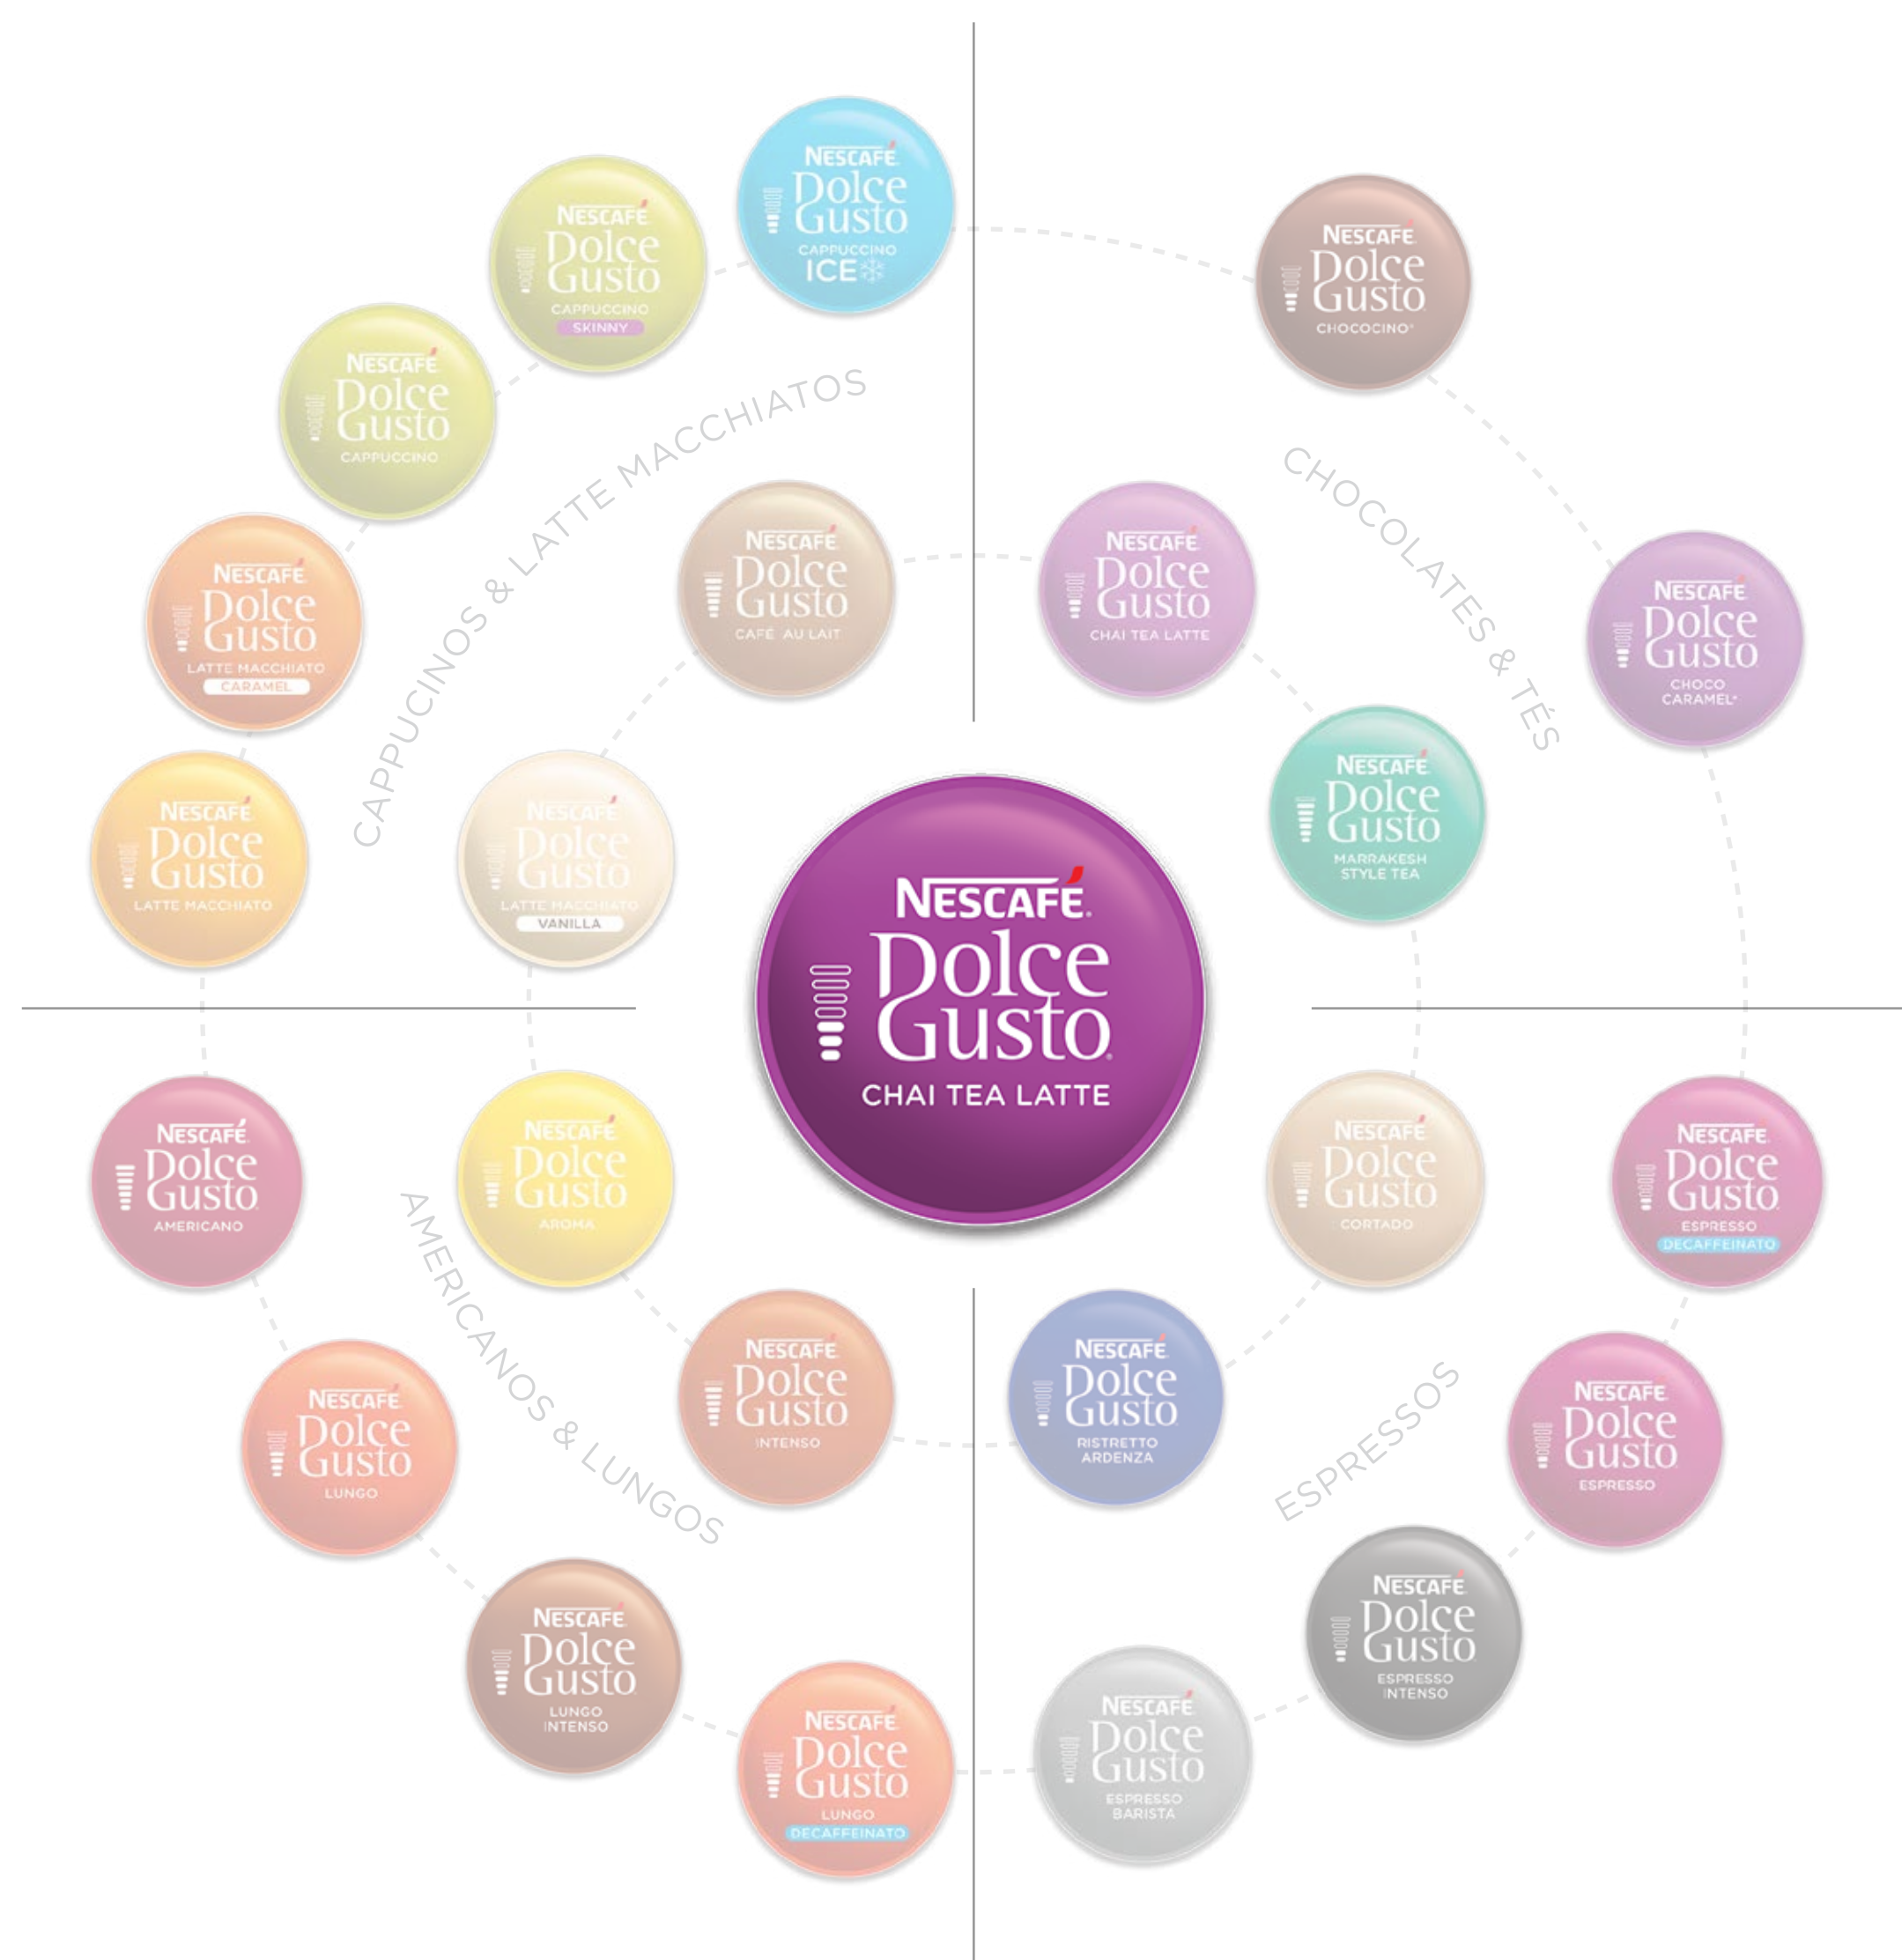 NESCAFÉ
Dolce
Gusto
CAPPUCCINO
ICE
NESCAFÉ
Dolce
Gusto
CAPPUCCINO
SKINNY
NESCAFÉ
Dolce
Gusto
CAPPUCCINO
NESCAFÉ
Dolce
Gusto
LATTE MACCHIATO
CARAMEL
NESCAFÉ
Dolce
Gusto
LATTE MACCHIATO
CAPPUCINOS & LATTE MACCHIATOS
NESCAFÉ
Dolce
Gusto
CAFÉ AU LAIT
NESCAFÉ
Dolce
Gusto
LATTE MACCHIATO
VANILLA
NESCAFÉ
Dolce
Gusto
CHOCOCINO*
NESCAFÉ
Dolce
Gusto
CHOCO
CARAMEL*
CHOCOLATES & TÉS
NESCAFÉ
Dolce
Gusto
CHAI TEA LATTE
NESCAFÉ
Dolce
Gusto
MARRAKESH
STYLE TEA
NESCAFÉ®
Dolce
Gusto®
CHAI TEA LATTE
NESCAFÉ
Dolce
Gusto
AMERICANO
NESCAFÉ
Dolce
Gusto
AROMA
AMERICANOS & LUNGOS
NESCAFÉ
Dolce
Gusto
INTENSO
NESCAFÉ
Dolce
Gusto
LUNGO
NESCAFÉ
Dolce
Gusto
LUNGO
INTENSO
NESCAFÉ
Dolce
Gusto
LUNGO
DECAFFEINATO
NESCAFÉ
Dolce
Gusto
CORTADO
NESCAFÉ
Dolce
Gusto
ESPRESSO
DECAFFEINATO
NESCAFÉ
Dolce
Gusto
RISTRETTO
ARDENZA
ESPRESSOS
NESCAFÉ
Dolce
Gusto
ESPRESSO
NESCAFÉ
Dolce
Gusto
ESPRESSO
INTENSO
NESCAFÉ
Dolce
Gusto
ESPRESSO
BARISTA